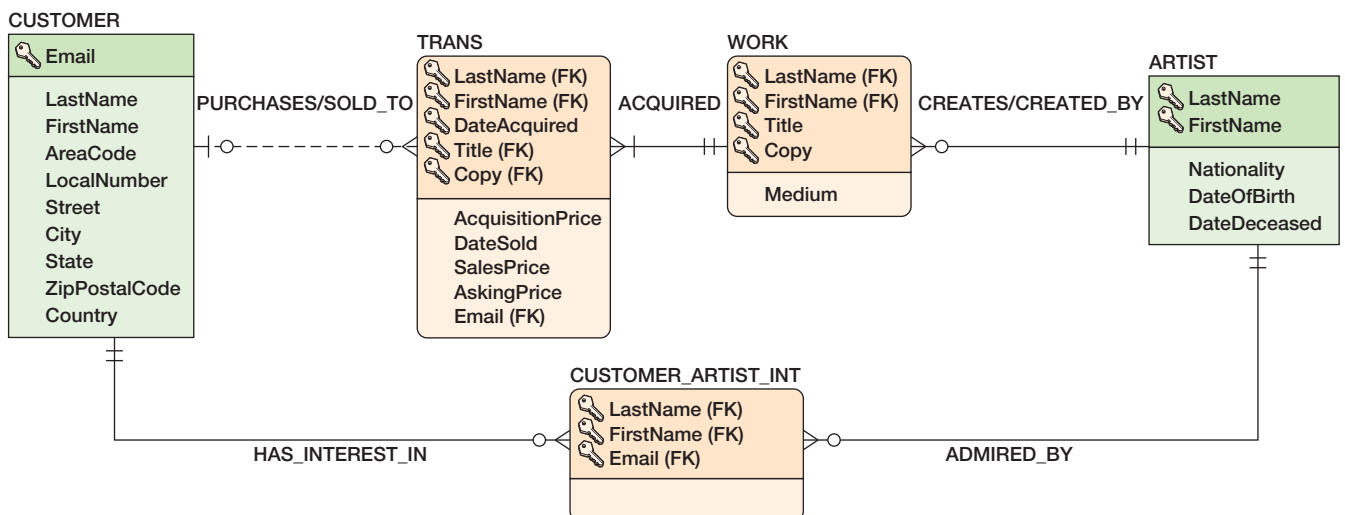 CUSTOMER
Email
LastName
FirstName
AreaCode
LocalNumber
Street
City
State
ZipPostalCode
Country
PURCHASES/SOLD_TO
TRANS
LastName (FK)
FirstName (FK)
DateAcquired
Title (FK)
Copy (FK)
AcquisitionPrice
DateSold
SalesPrice
AskingPrice
Email (FK)
ACQUIRED
WORK
LastName (FK)
FirstName (FK)
Title
Copy
Medium
CREATES/CREATED_BY
ARTIST
LastName
FirstName
Nationality
DateOfBirth
DateDeceased
HAS_INTEREST_IN
CUSTOMER_ARTIST_INT
LastName (FK)
FirstName (FK)
Email (FK)
ADMIRED_BY